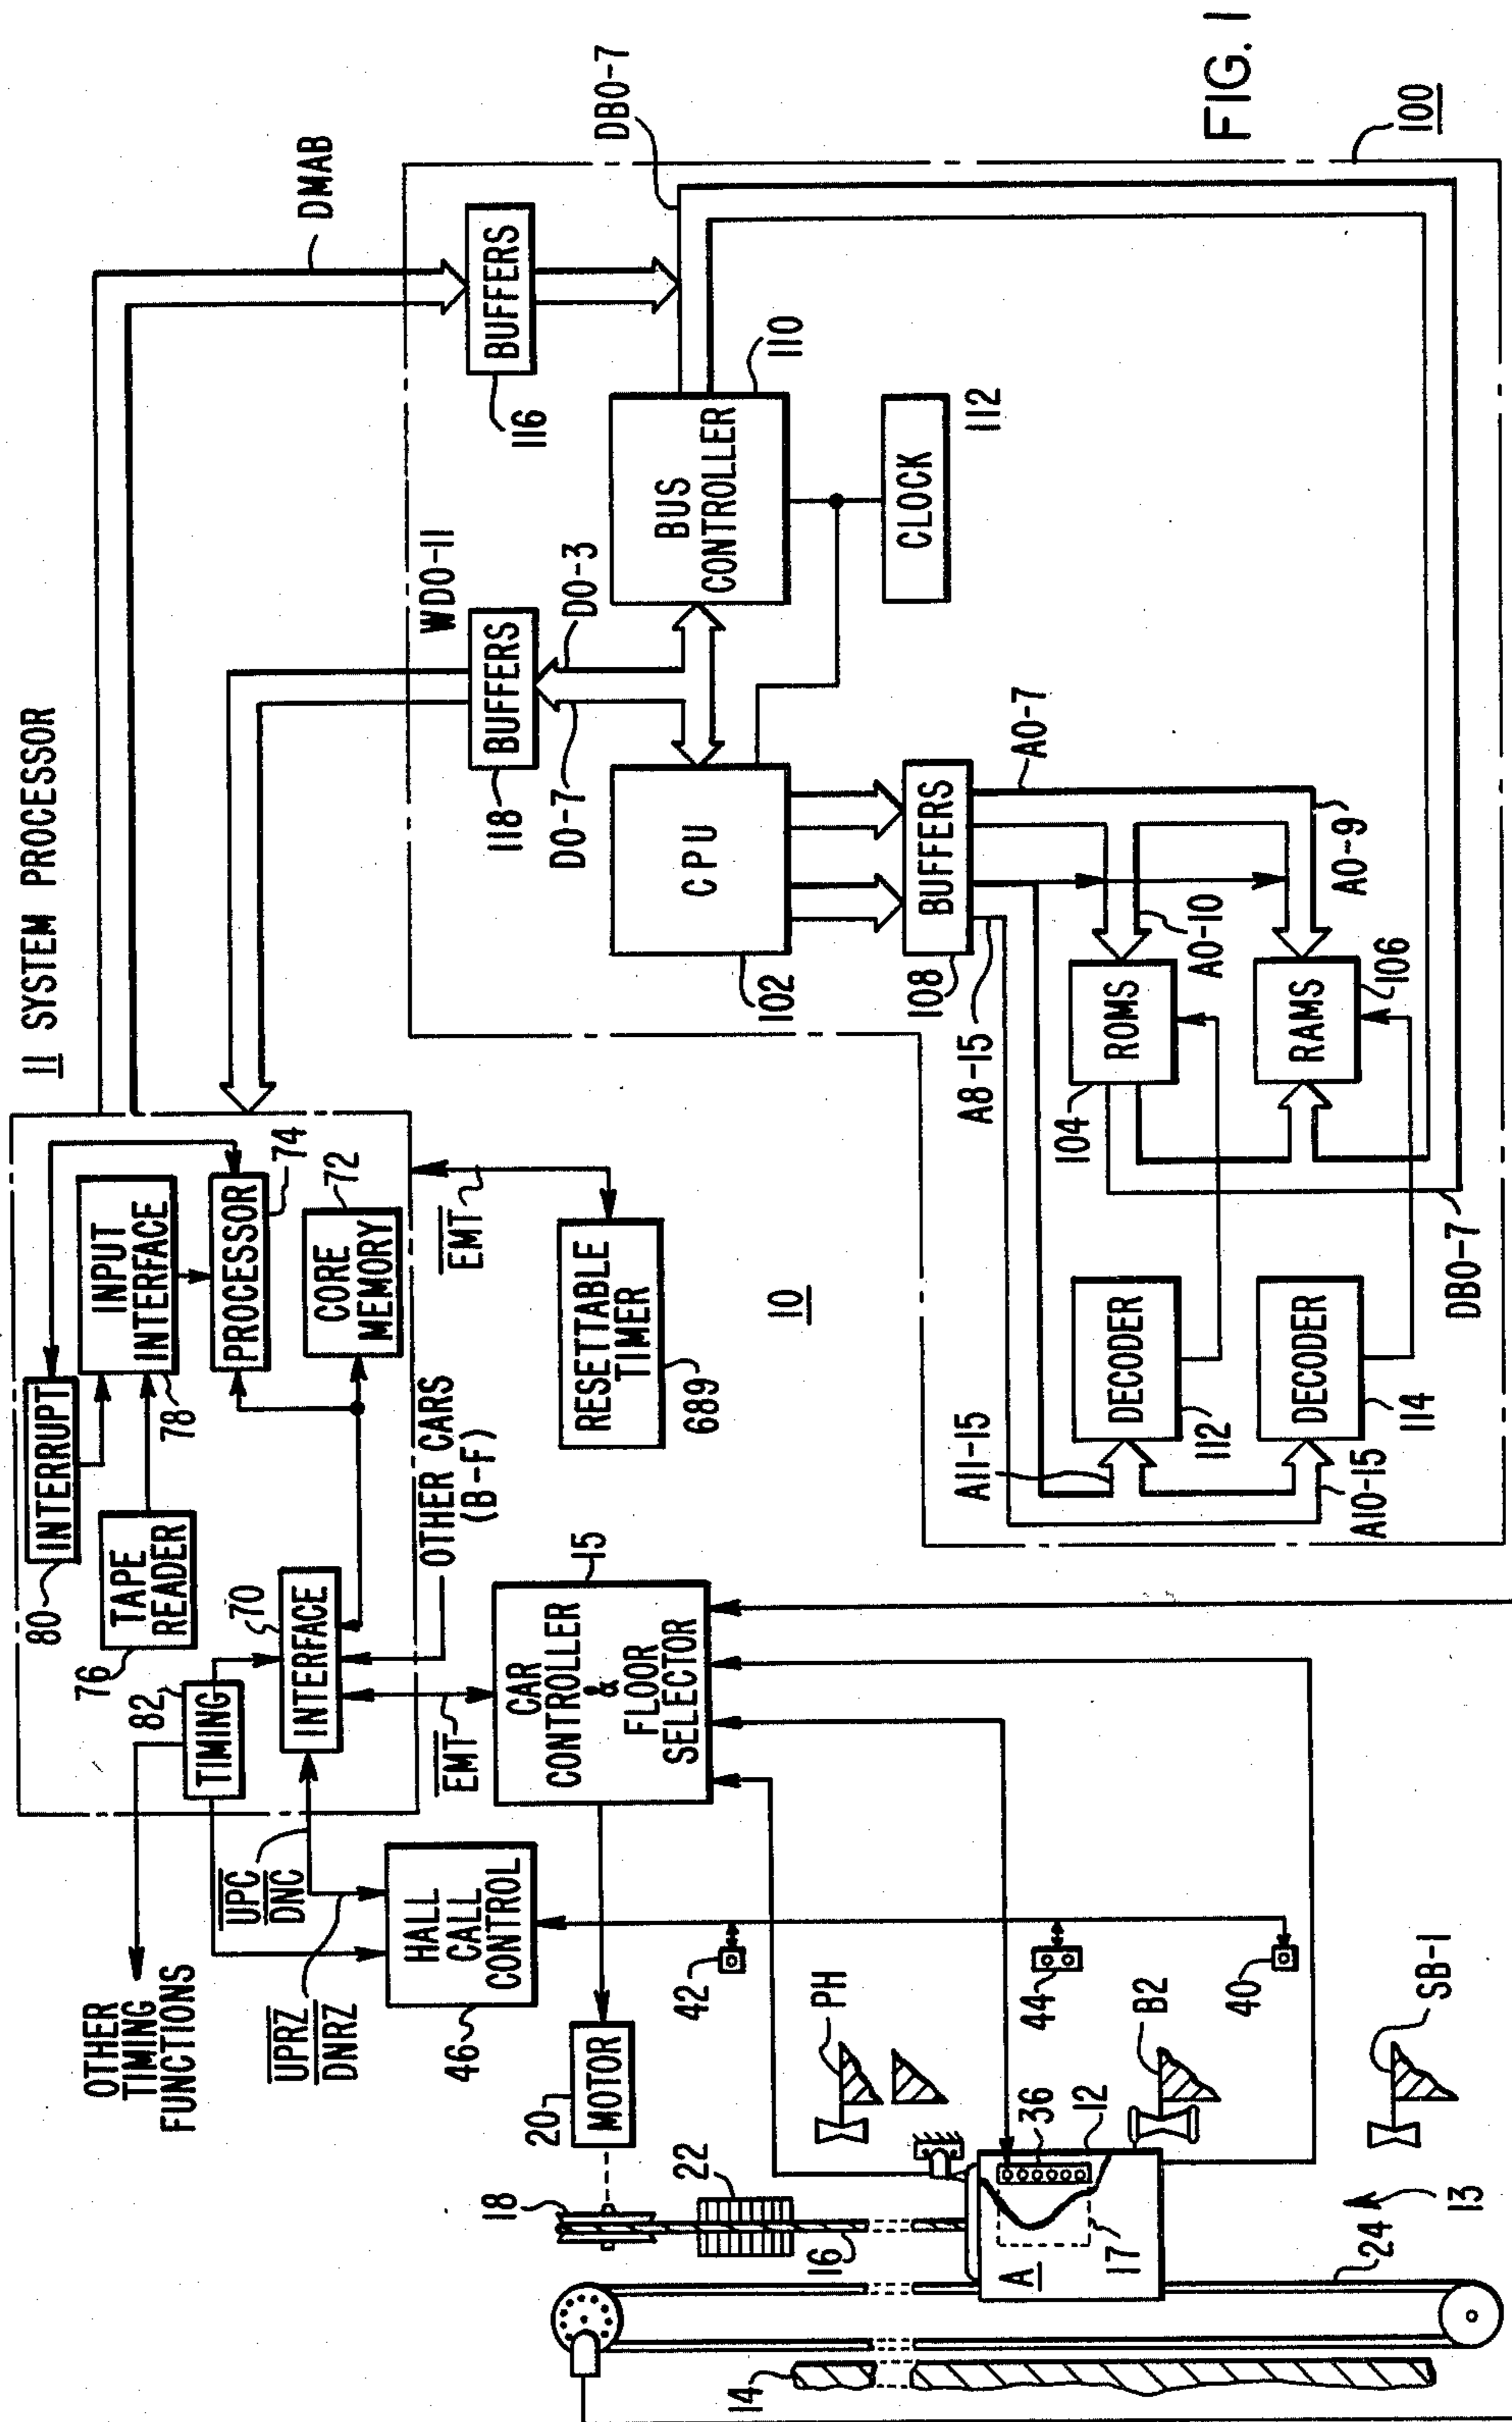 11 SYSTEM PROCESSOR
OTHER
TIMING
FUNCTIONS
80
INTERRUPT
76
TAPE
READER
INPUT
INTERFACE
78
82
TIMING
70
INTERFACE
PROCESSOR
74
CORE
MEMORY
72
DMAB
UPC
DNC
UPRZ
DNRZ
HALL
CALL
CONTROL
46
EMT
OTHER CARS
(B-F)
EMT
CAR
CONTROLLER
&
FLOOR
SELECTOR
15
RESETTABLE
TIMER
689
10
20
MOTOR
18
22
16
42
PH
44
B2
40
SB-1
36
12
A
17
14
24
13
WD0-11
118
BUFFERS
D0-7
D0-3
116
BUFFERS
DB0-7
CPU
102
BUS
CONTROLLER
110
CLOCK
112
BUFFERS
108
A0-7
A8-15
A0-10
A0-9
ROMS
104
RAMS
106
A11-15
DECODER
112
DECODER
114
A10-15
DB0-7
100
FIG. 1